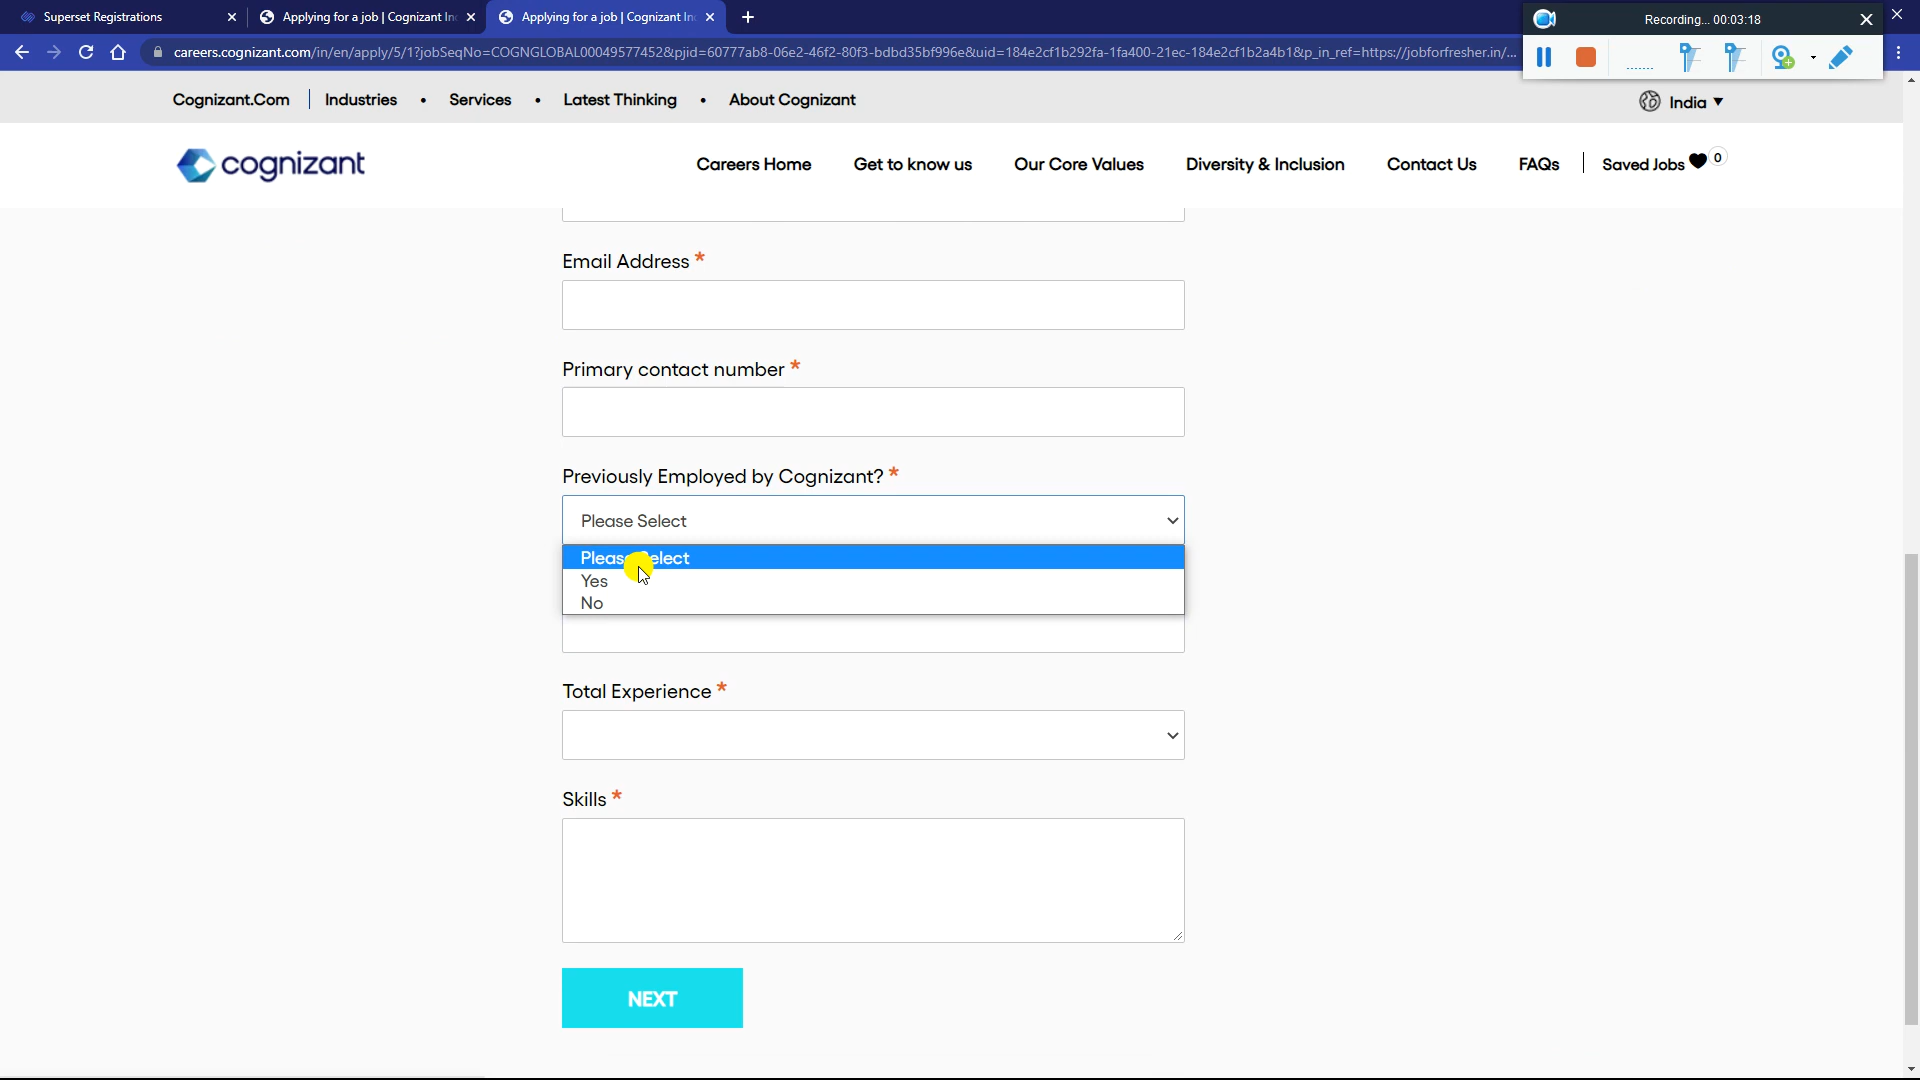 Superset Registrations
Applying for a job | Cognizant In
Applying for a job | Cognizant In
Recording... 00:03:18
careers.cognizant.com/in/en/apply/5/1?jobSeqNo=COGNGLOBAL00049577452&pjid=60777ab8-06e2-46f2-80f3-bdbd35bf996e&uid=184e2cf1b292fa-1fa400-21ec-184e2cf1b2a4b1&p_in_ref=https://jobforfresher.in/...
Cognizant.Com Industries • Services • Latest Thinking • About Cognizant
India
cognizant
Careers Home Get to know us Our Core Values Diversity & Inclusion Contact Us FAQs Saved Jobs 0
Email Address *
Primary contact number *
Previously Employed by Cognizant? *
Please Select
Please Select
Yes
No
Total Experience *
Skills *
NEXT